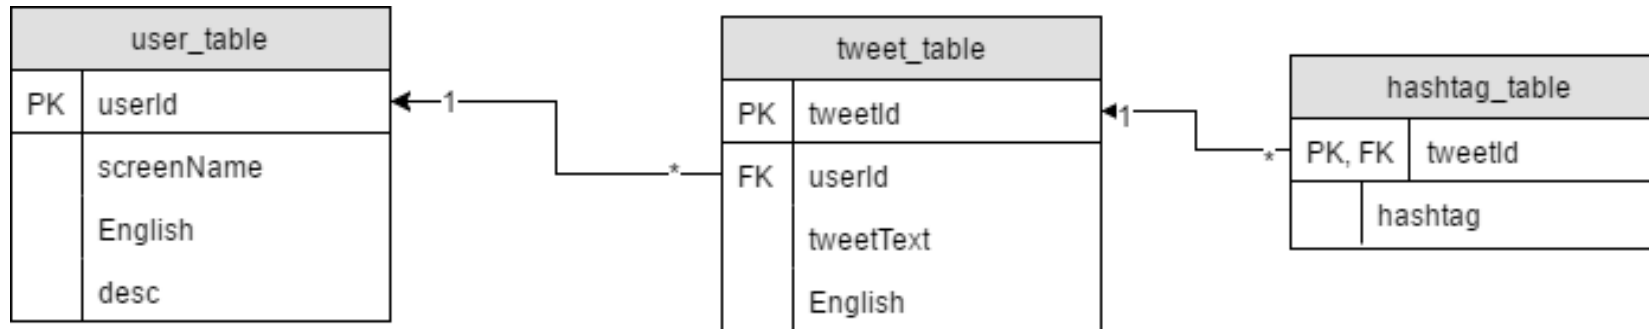 user_table
PK userId
screenName
English
desc
1
*
tweet_table
PK tweetId
FK userId
tweetText
English
1
*
hashtag_table
PK, FK tweetId
hashtag